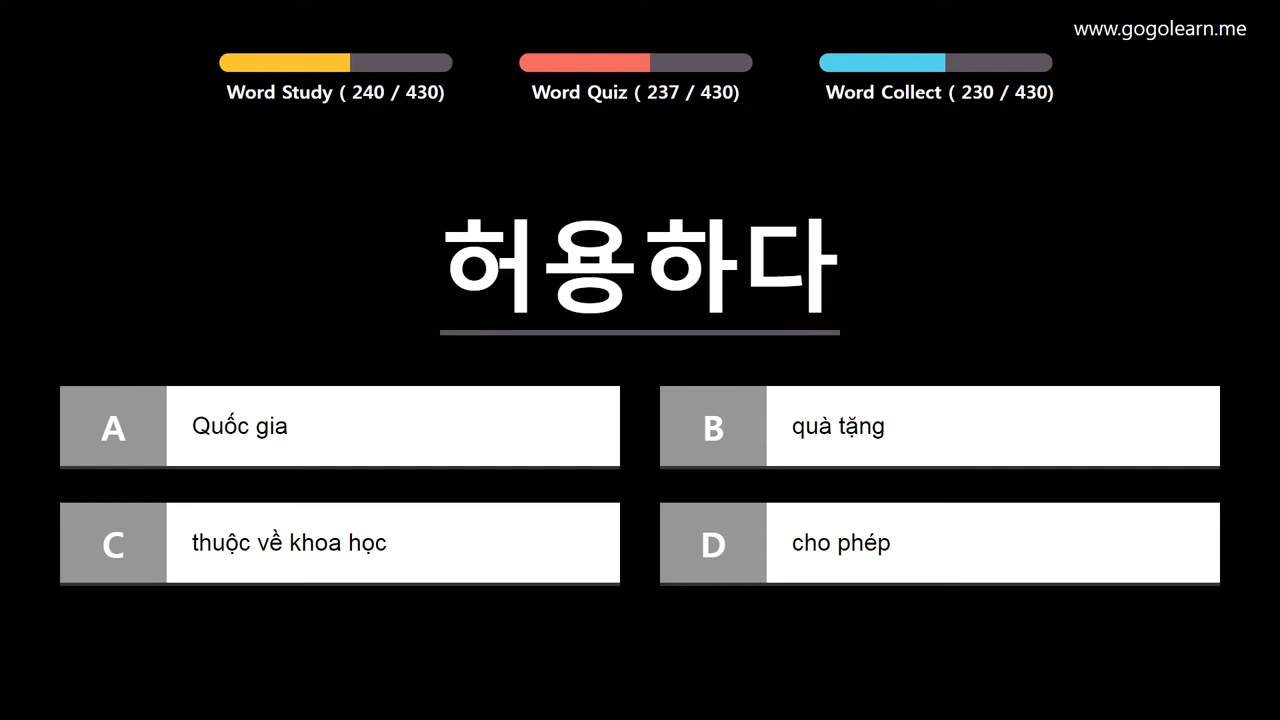 www.gogolearn.me
Word Study ( 240 / 430)
Word Quiz ( 237 / 430)
Word Collect ( 230 / 430)
허용하다
A
Quốc gia
B
quà tặng
C
thuộc về khoa học
D
cho phép